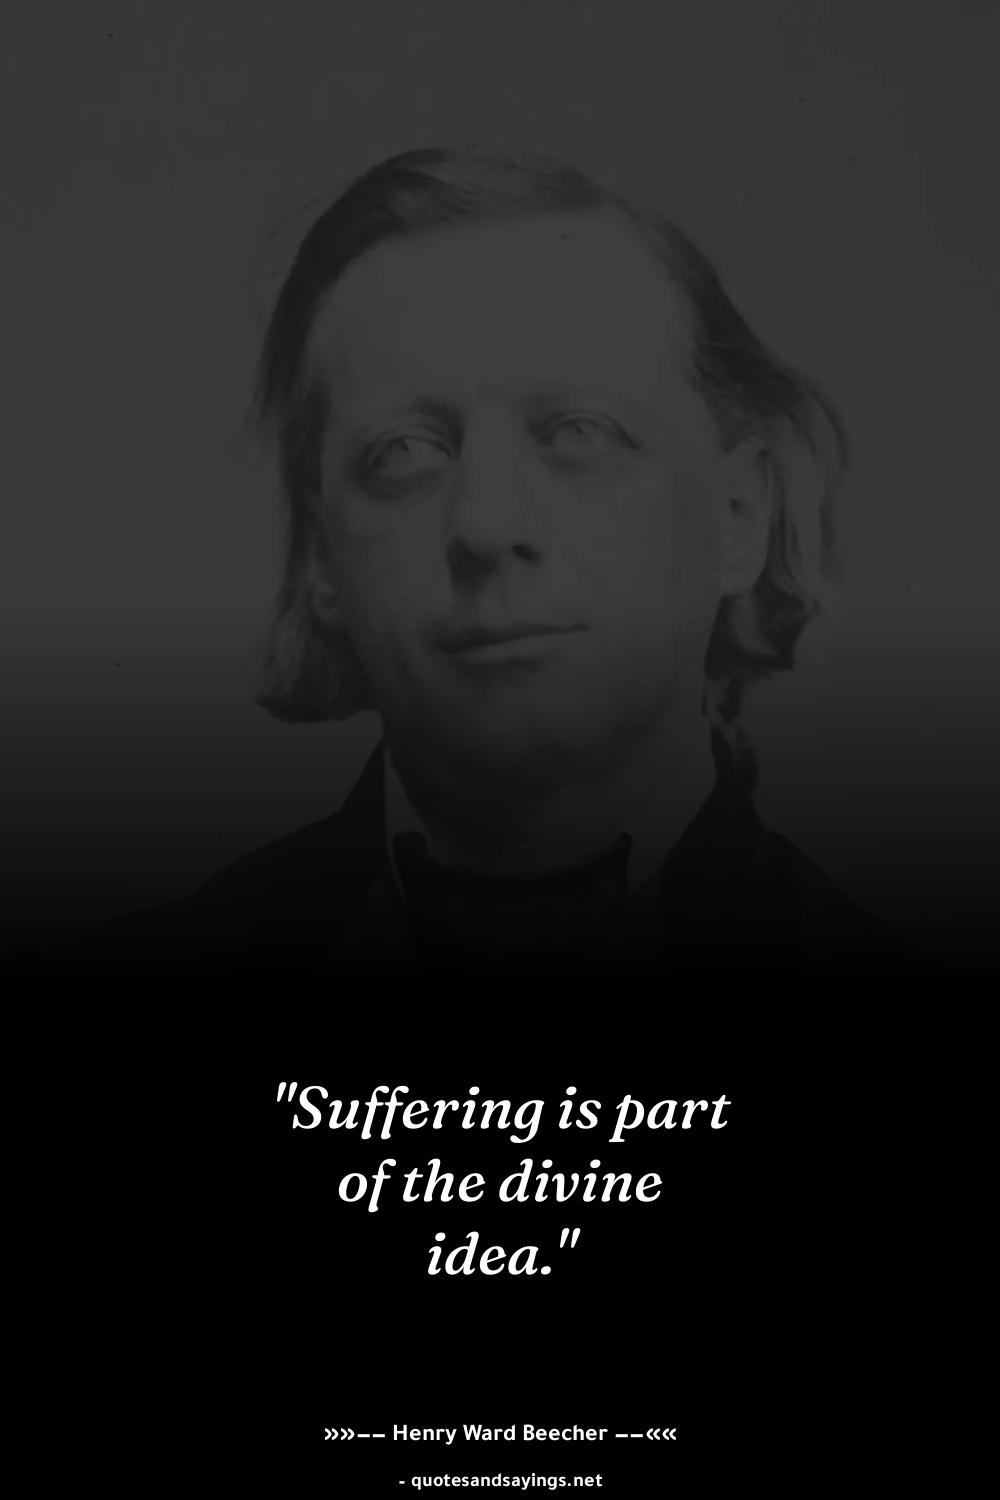 "Suffering is part
of the divine
idea."
»»–– Henry Ward Beecher ––««
- quotesandsayings.net